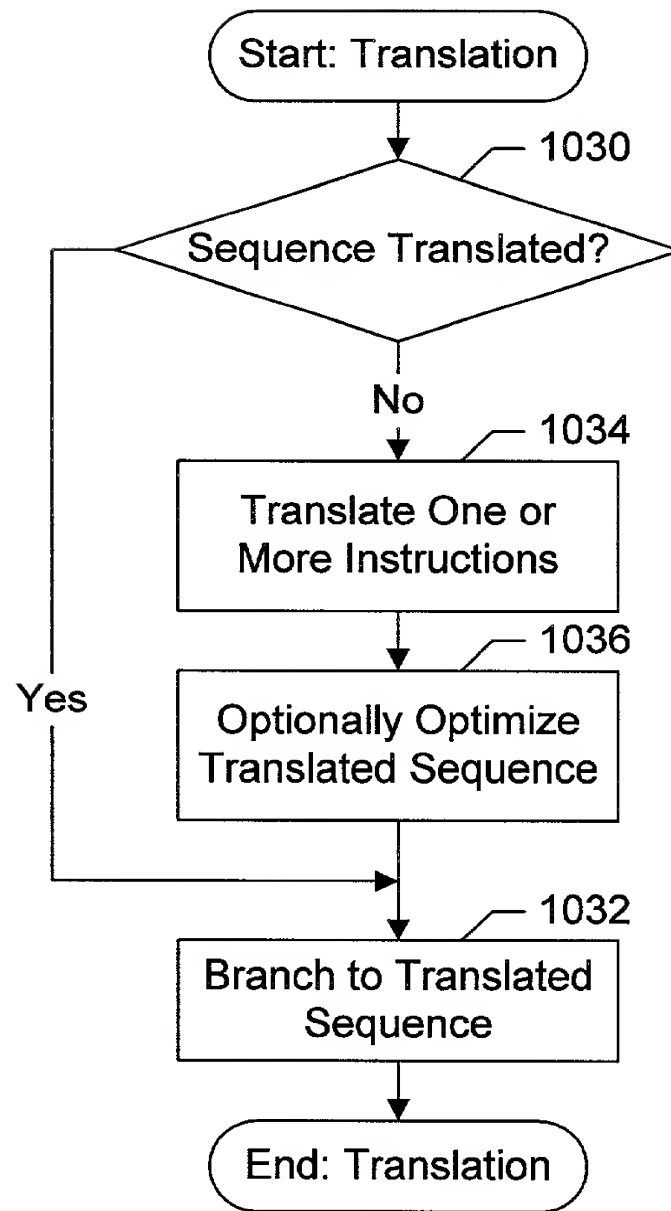 Start: Translation
1030
Sequence Translated?
No
1034
Translate One or
More Instructions
1036
Yes
Optionally Optimize
Translated Sequence
1032
Branch to Translated
Sequence
End: Translation